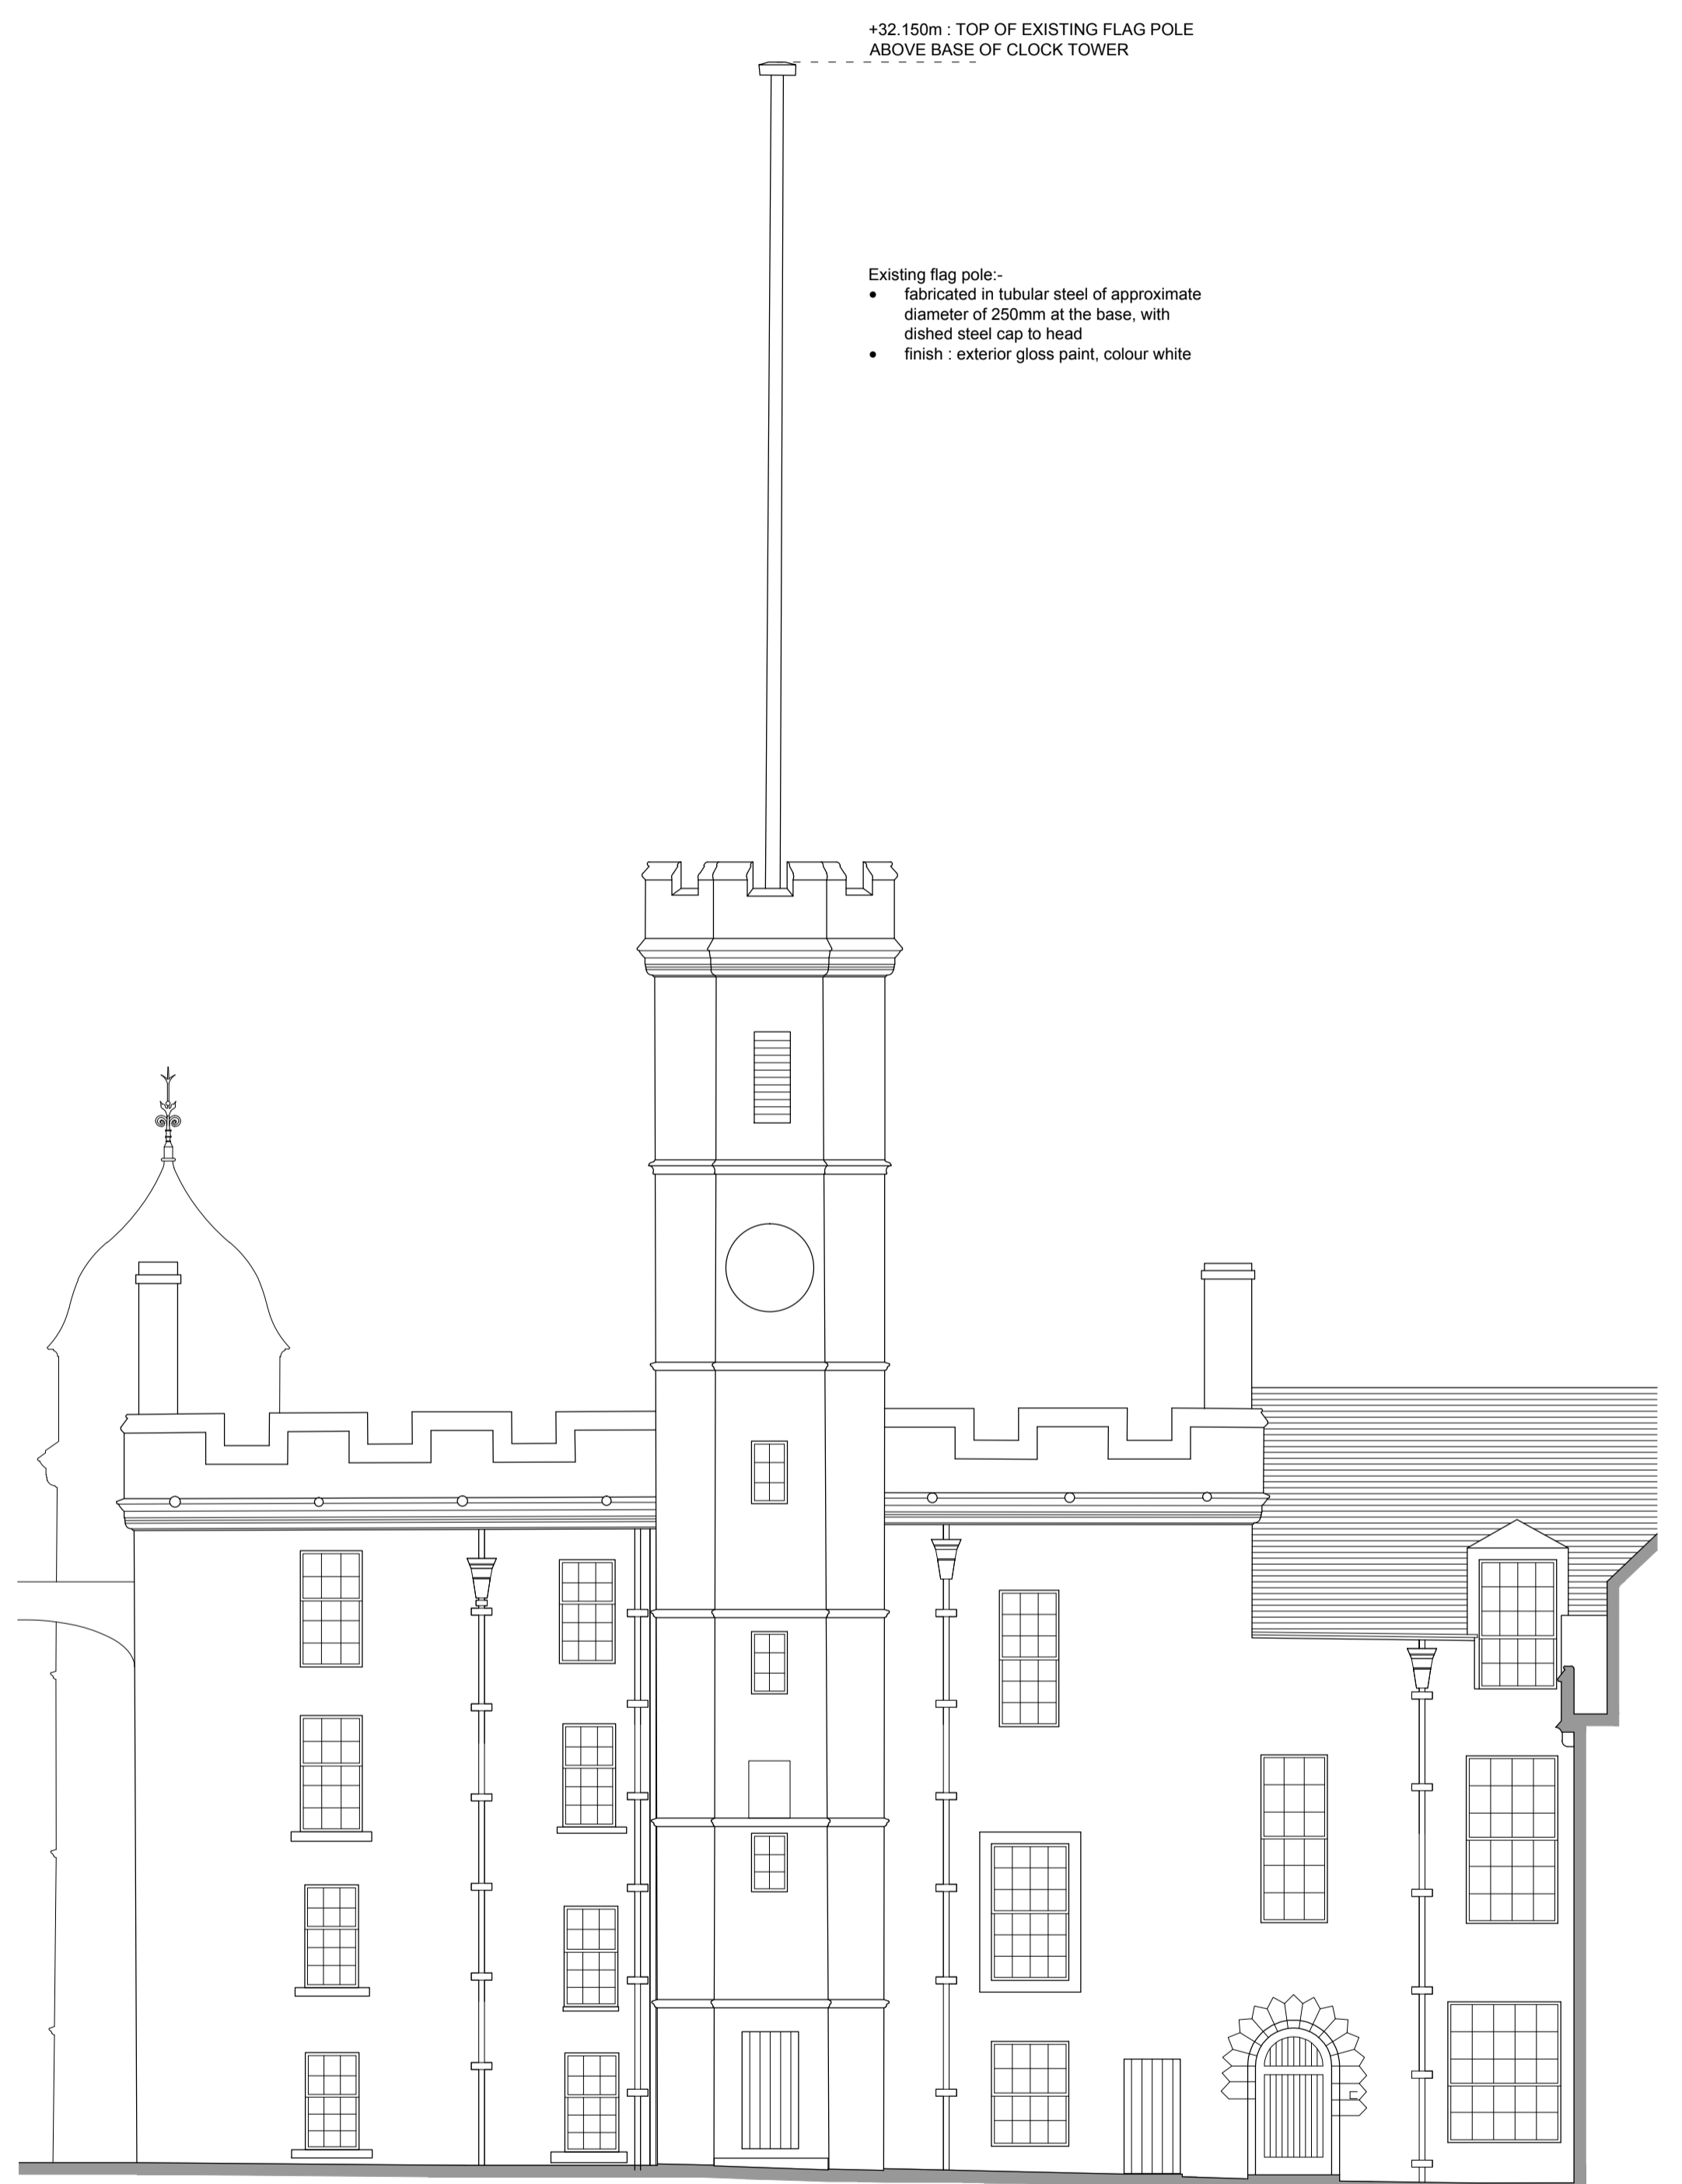 +32.150m : TOP OF EXISTING FLAG POLE
ABOVE BASE OF CLOCK TOWER
Existing flag pole:-
• fabricated in tubular steel of approximate
diameter of 250mm at the base, with
dished steel cap to head
• finish : exterior gloss paint, colour white